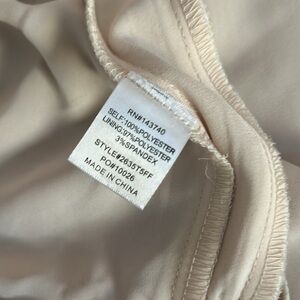 RN#143740
SELF:100%POLYESTER
LINING:97%POLYESTER
3%SPANDEX
STYLE#2635T5FF
PO#10026
MADE IN CHINA